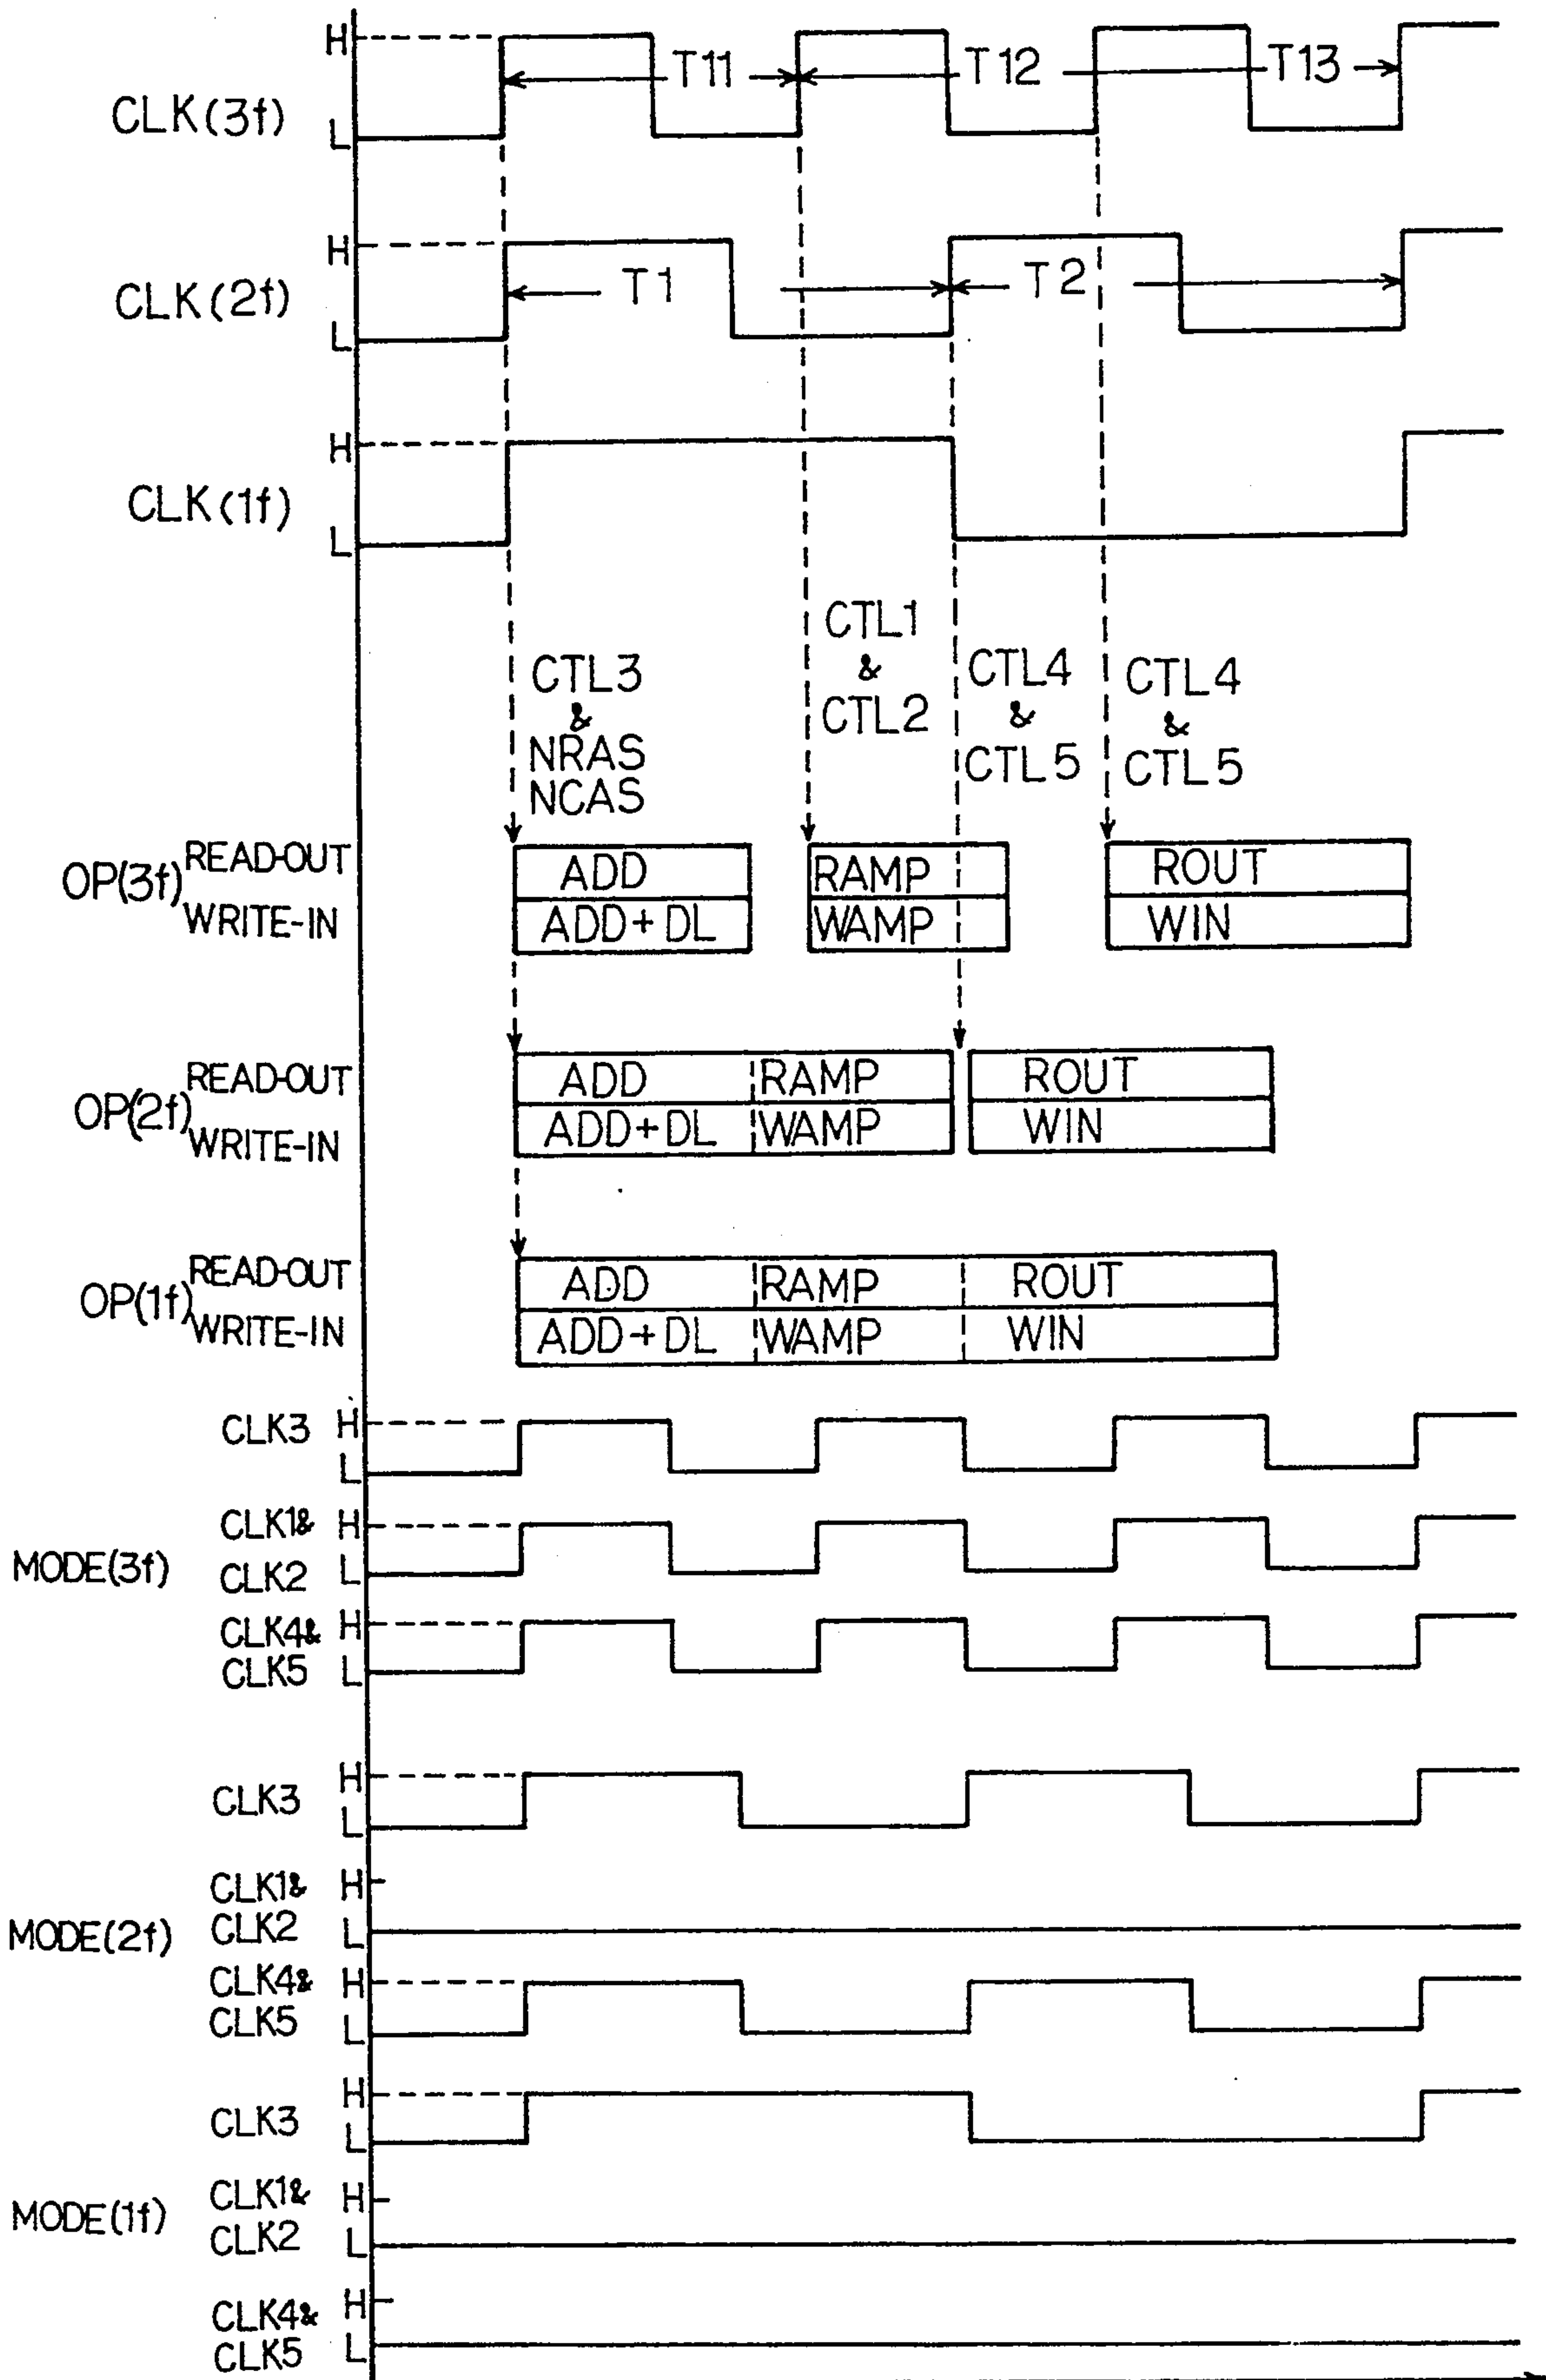 H
T11
T12
T13
CLK(3f)
L
H
T1
T2
CLK(2f)
L
H
CLK(1f)
L
CTL3
&
NRAS
NCAS
CTL1
&
CTL2
CTL4
&
CTL5
CTL4
&
CTL5
OP(3f)
READ-OUT
ADD
RAMP
ROUT
WRITE-IN
ADD+DL
WAMP
WIN
OP(2f)
READ-OUT
ADD
RAMP
ROUT
WRITE-IN
ADD+DL
WAMP
WIN
OP(1f)
READ-OUT
ADD
RAMP
ROUT
WRITE-IN
ADD+DL
WAMP
WIN
CLK3
H
L
MODE(3f)
CLK1&
H
CLK2
L
CLK4&
H
CLK5
L
CLK3
H
L
MODE(2f)
CLK1&
H
CLK2
L
CLK4&
H
CLK5
L
CLK3
H
L
MODE(1f)
CLK1&
H
CLK2
L
CLK4&
H
CLK5
L